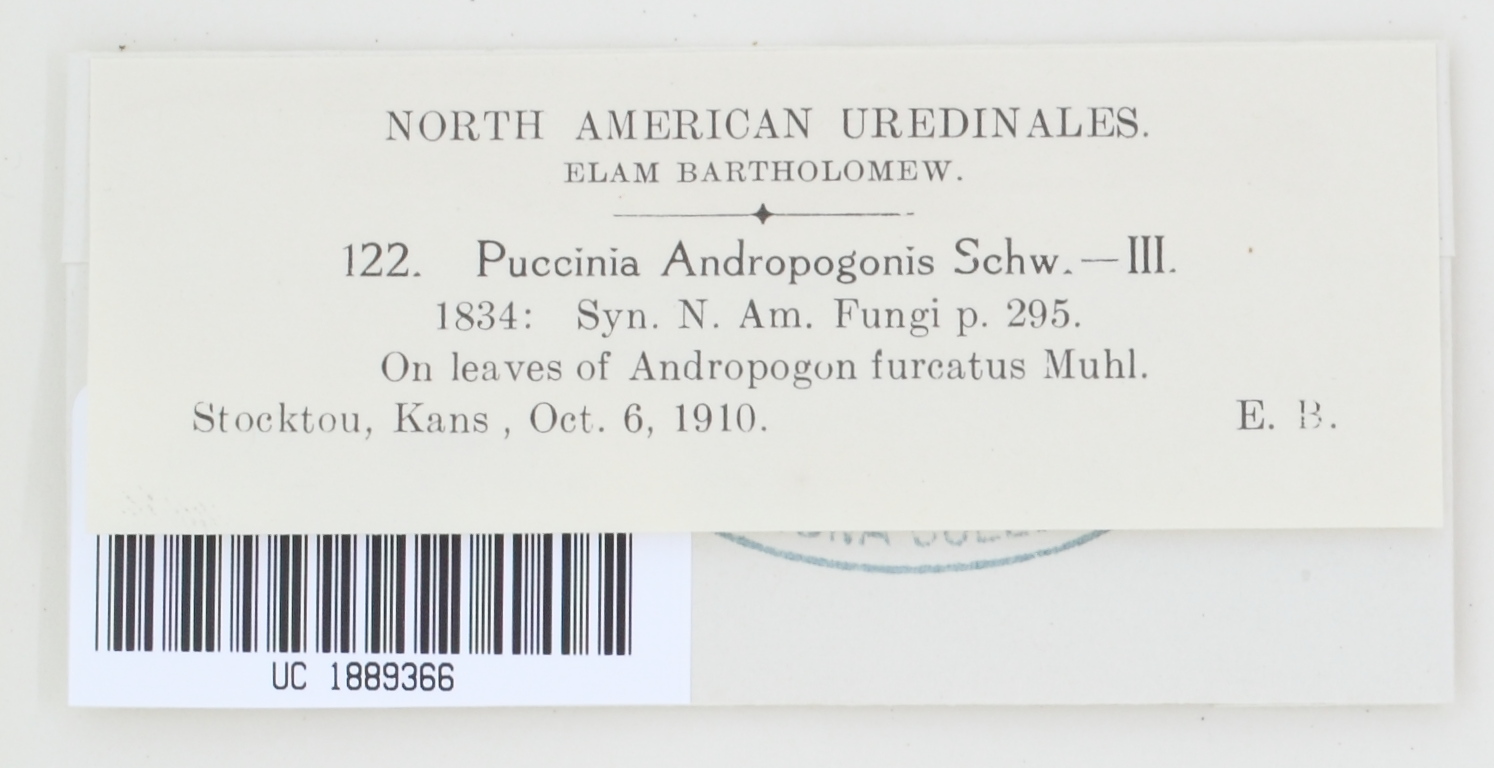 NORTH AMERICAN UREDINALES.
ELAM BARTHOLOMEW.
122. Puccinia Andropogonis Schw.—III.
1834: Syn. N. Am. Fungi p. 295.
On leaves of Andropogon furcatus Muhl.
Stocktou, Kans , Oct. 6, 1910. E. B.
UC 1889366